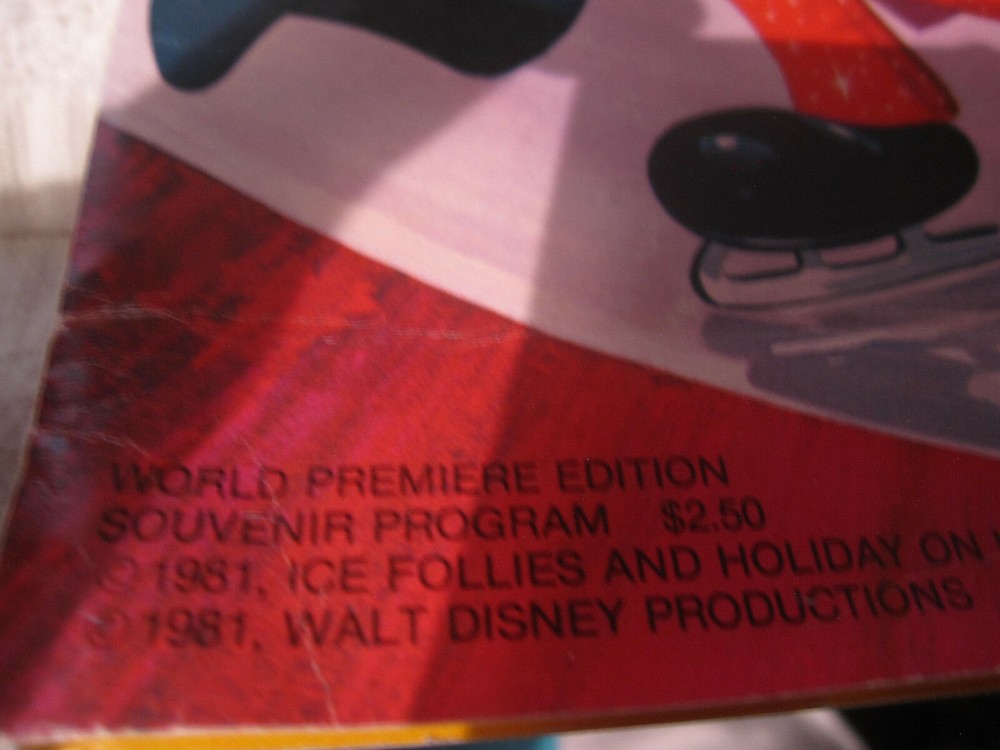 WORLD PREMIERE EDITION
SOUVENIR PROGRAM $2.50
© 1981, ICE FOLLIES AND HOLIDAY ON
© 1981, WALT DISNEY PRODUCTIONS